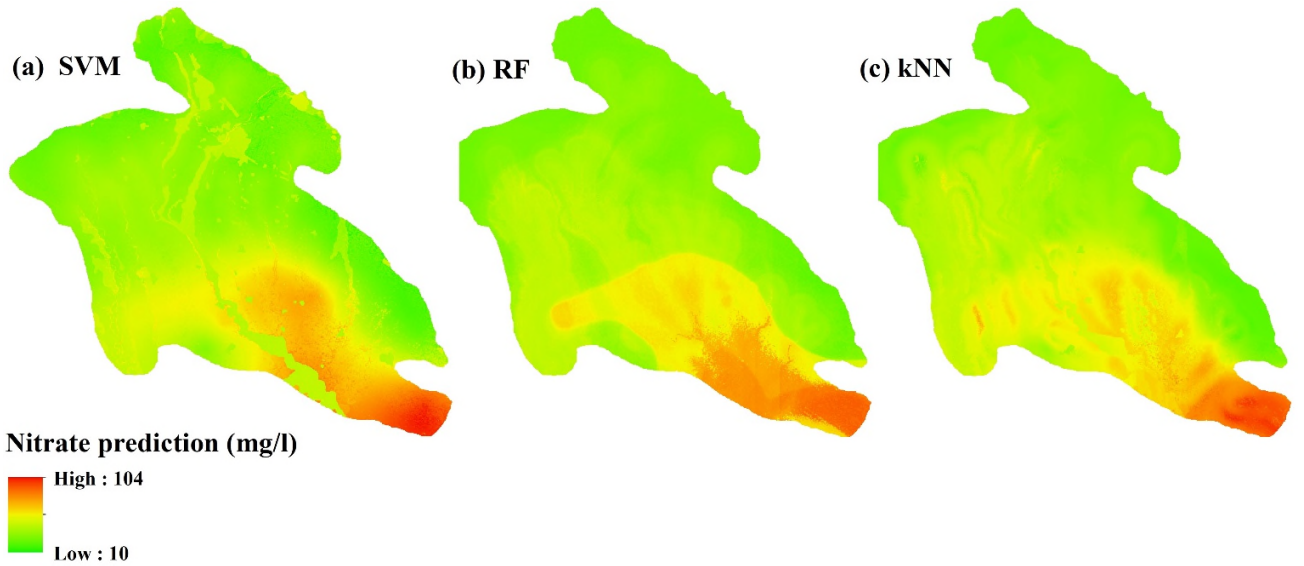 (a) SVM
(b) RF
(c) kNN
Nitrate prediction (mg/l)
High : 104
Low : 10